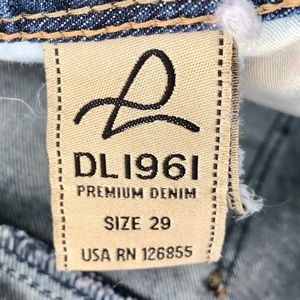 DL1961
PREMIUM DENIM
SIZE 29
USA RN 126855